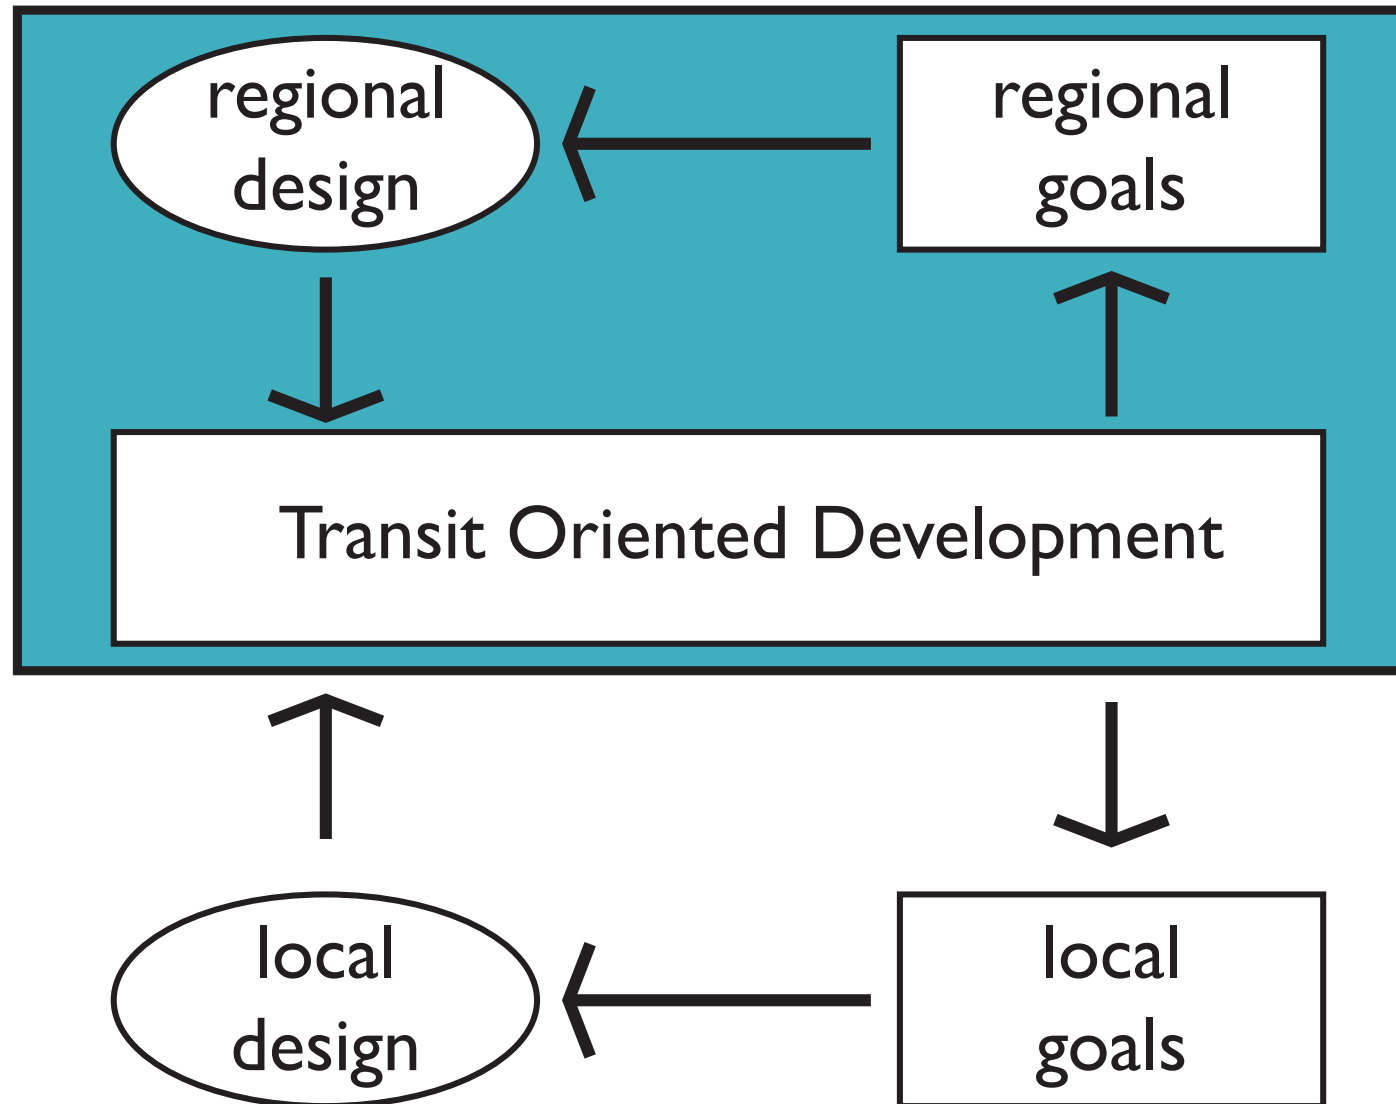 regional
design
regional
goals
Transit Oriented Development
local
design
local
goals